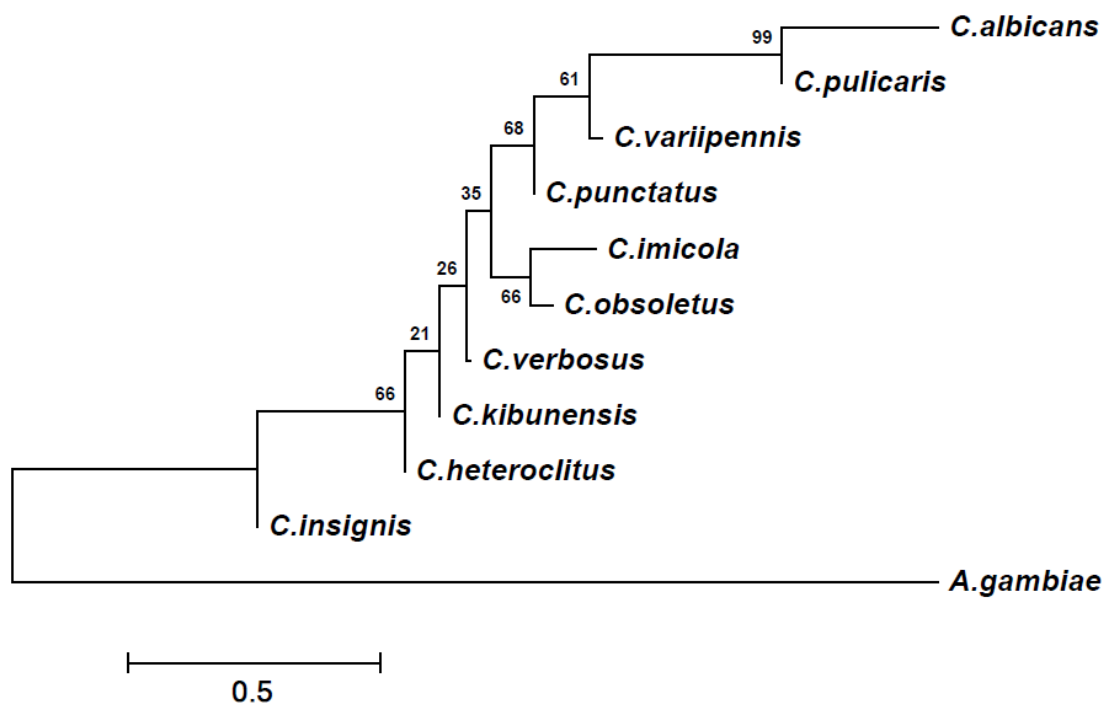 99
C.albicans
C.pulicaris
61
C.variipennis
68
C.punctatus
35
C.imicola
26
66
C.obsoletus
21
C.verbosus
66
C.kibunensis
C.heteroclitus
C.insignis
A.gambiae
0.5